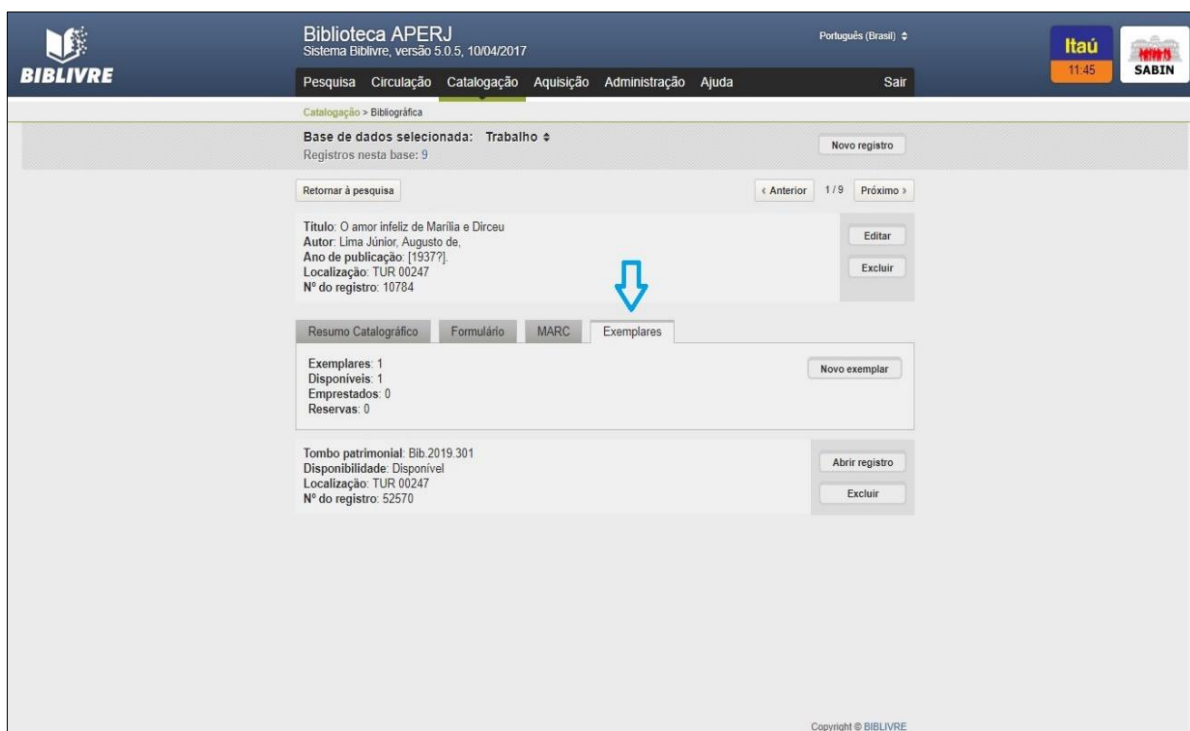 BIBLIVRE
Biblioteca APERJ
Sistema Biblivre, versão 5.0.5, 10/04/2017
Português (Brasil)
Itaú
11:45
SABIN
Pesquisa Circulação Catalogação Aquisição Administração Ajuda Sair
Catalogação > Bibliográfica
Base de dados selecionada: Trabalho
Registros nesta base: 9
Novo registro
Retornar à pesquisa
‹ Anterior 1 / 9 Próximo ›
Título: O amor infeliz de Marília e Dirceu
Autor: Lima Júnior, Augusto de,
Ano de publicação: [1937?].
Localização: TUR 00247
Nº do registro: 10784
Editar
Excluir
Resumo Catalográfico Formulário MARC Exemplares
Exemplares: 1
Disponíveis: 1
Emprestados: 0
Reservas: 0
Novo exemplar
Tombo patrimonial: Bib.2019.301
Disponibilidade: Disponível
Localização: TUR 00247
Nº do registro: 52570
Abrir registro
Excluir
Copyright © BIBLIVRE